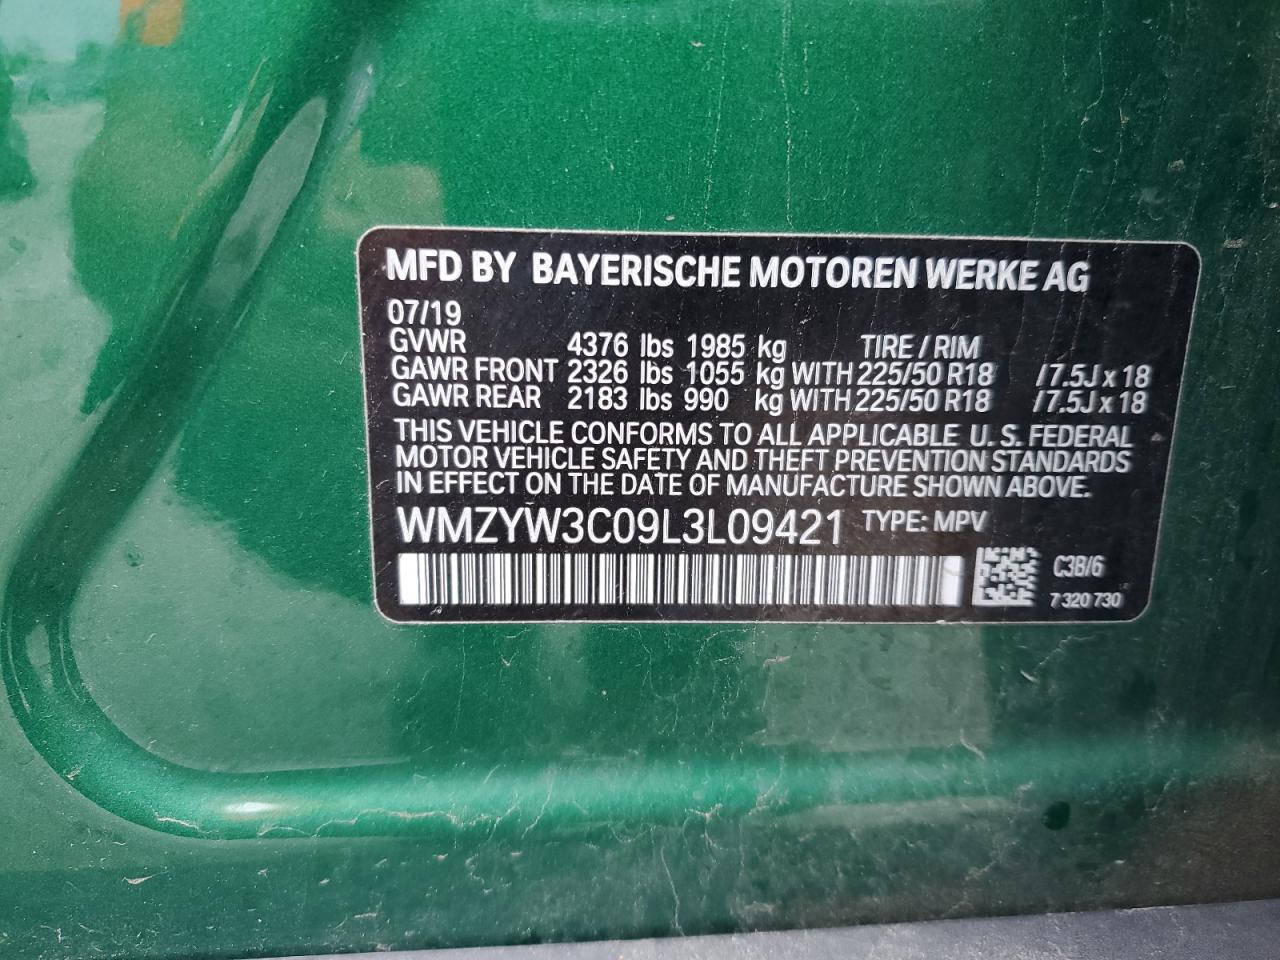 MFD BY BAYERISCHE MOTOREN WERKE AG
07/19
GVWR 4376 lbs 1985 kg TIRE / RIM
GAWR FRONT 2326 lbs 1055 kg WITH 225/50 R18 / 7.5J x 18
GAWR REAR 2183 lbs 990 kg WITH 225/50 R18 / 7.5J x 18
THIS VEHICLE CONFORMS TO ALL APPLICABLE U. S. FEDERAL
MOTOR VEHICLE SAFETY AND THEFT PREVENTION STANDARDS
IN EFFECT ON THE DATE OF MANUFACTURE SHOWN ABOVE.
WMZYW3C09L3L09421 TYPE: MPV
C3B/6
7 320 730